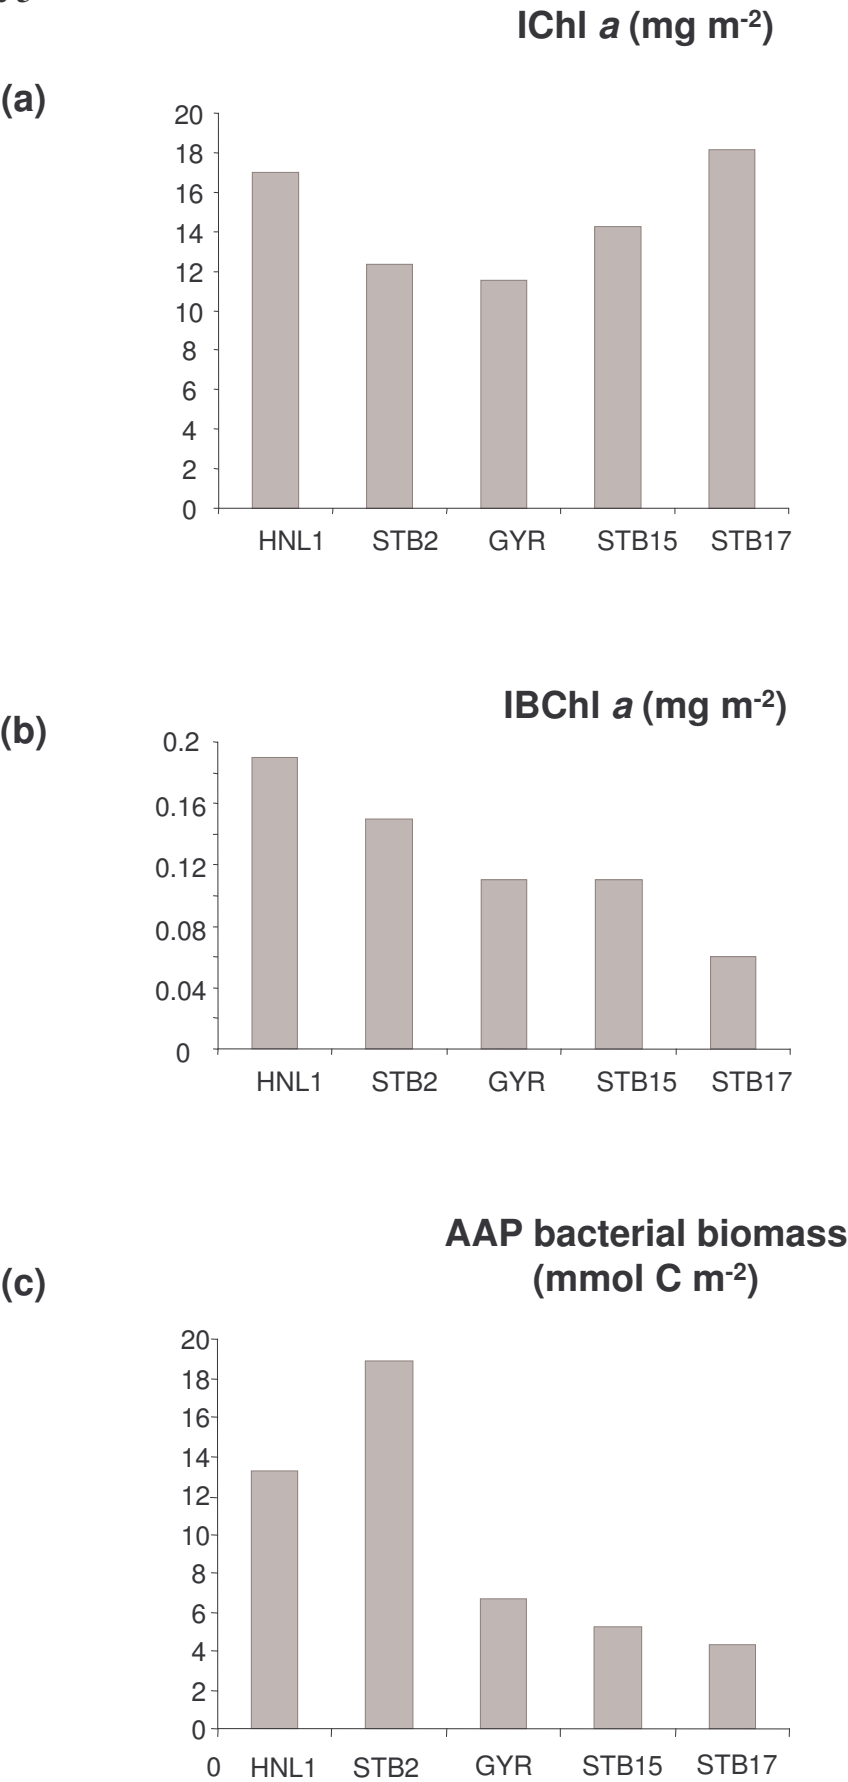 IChl a (mg m-2)
(a)
20
18
16
14
12
10
8
6
4
2
0
HNL1 STB2 GYR STB15 STB17
IBChl a (mg m-2)
(b)
0.2
0.16
0.12
0.08
0.04
0
HNL1 STB2 GYR STB15 STB17
AAP bacterial biomass
(mmol C m-2)
(c)
20
18
16
14
12
10
8
6
4
2
0
0 HNL1 STB2 GYR STB15 STB17